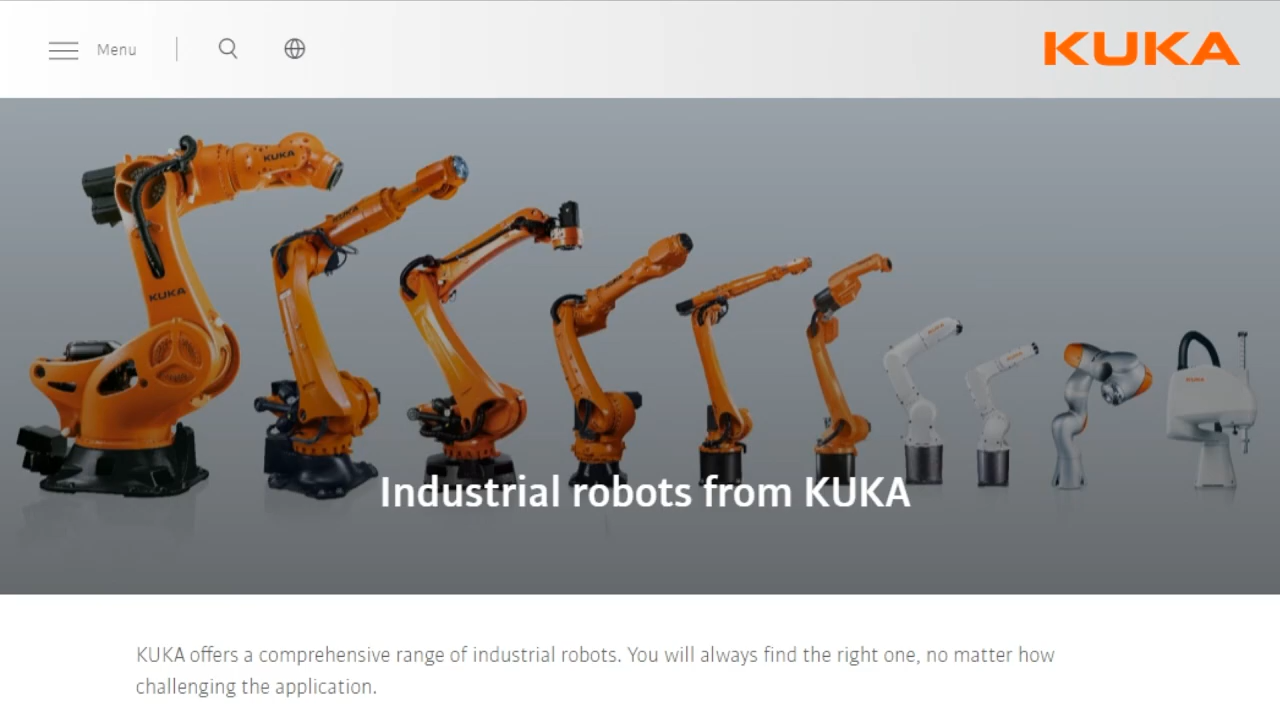 Menu
KUKA
KUKA
KUKA
KUKA
KUKA
Industrial robots from KUKA
KUKA offers a comprehensive range of industrial robots. You will always find the right one, no matter how
challenging the application.